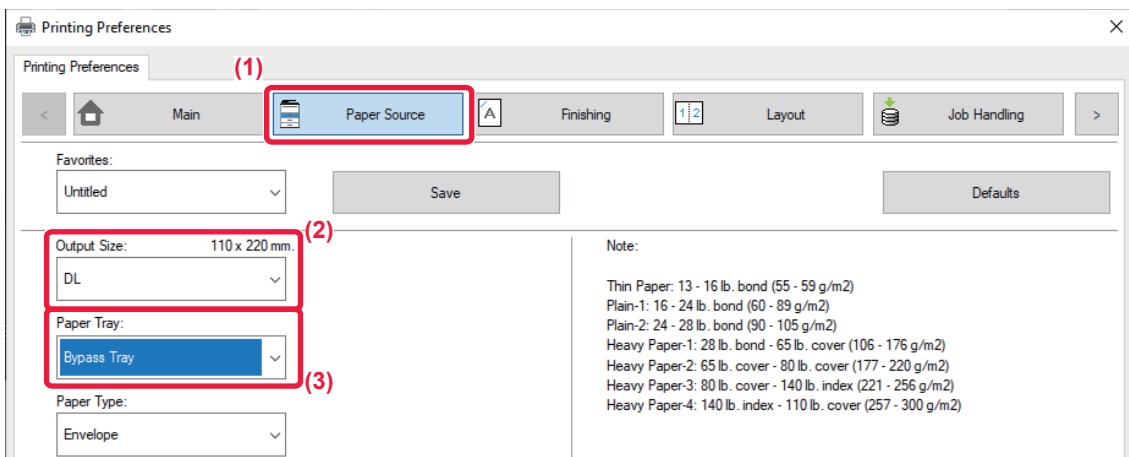 Printing Preferences
Printing Preferences
(1)
< Main Paper Source A Finishing 1 2 Layout Job Handling >
Favorites:
Untitled Save Defaults
(2)
Output Size: 110 x 220 mm.
DL
Paper Tray:
Bypass Tray
(3)
Paper Type:
Envelope
Note:
Thin Paper: 13 - 16 lb. bond (55 - 59 g/m2)
Plain-1: 16 - 24 lb. bond (60 - 89 g/m2)
Plain-2: 24 - 28 lb. bond (90 - 105 g/m2)
Heavy Paper-1: 28 lb. bond - 65 lb. cover (106 - 176 g/m2)
Heavy Paper-2: 65 lb. cover - 80 lb. cover (177 - 220 g/m2)
Heavy Paper-3: 80 lb. cover - 140 lb. index (221 - 256 g/m2)
Heavy Paper-4: 140 lb. index - 110 lb. cover (257 - 300 g/m2)